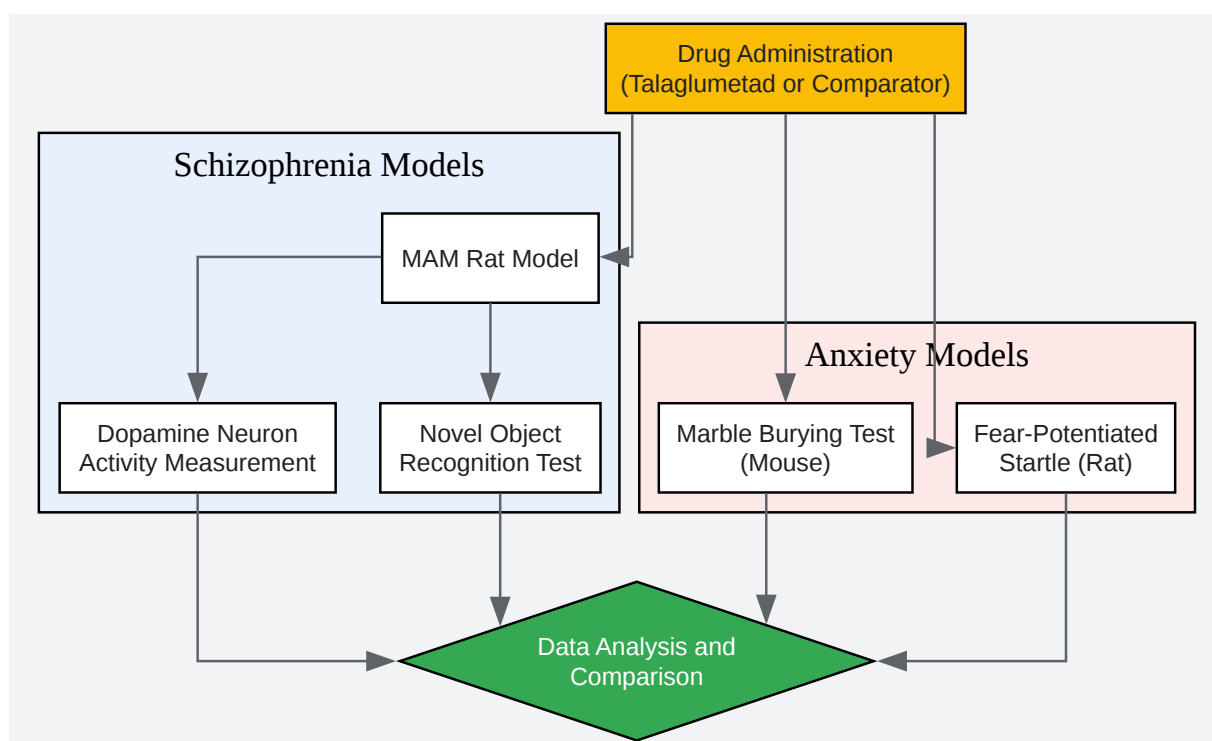 Drug Administration
(Talaglumetad or Comparator)
Schizophrenia Models
MAM Rat Model
Anxiety Models
Dopamine Neuron
Activity Measurement
Novel Object
Recognition Test
Marble Burying Test
(Mouse)
Fear-Potentiated
Startle (Rat)
Data Analysis and
Comparison